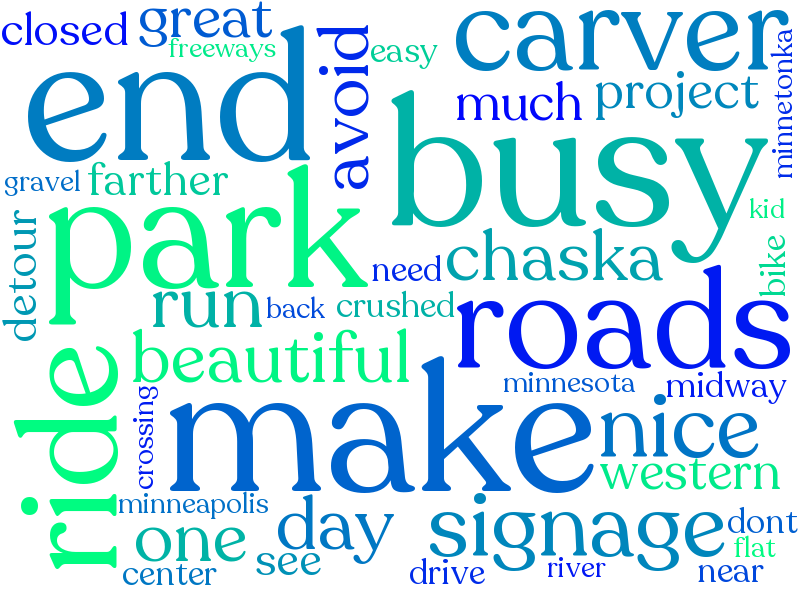 closed
great
freeways
end
avoid
easy
carver
much
project
minnetonka
busy
gravel
farther
park
kid
detour
chaska
bike
need
run
back
crushed
roads
beautiful
ride
make
minnesota
midway
crossing
nice
western
minneapolis
one
day
signage
dont
see
flat
center
drive
river
near